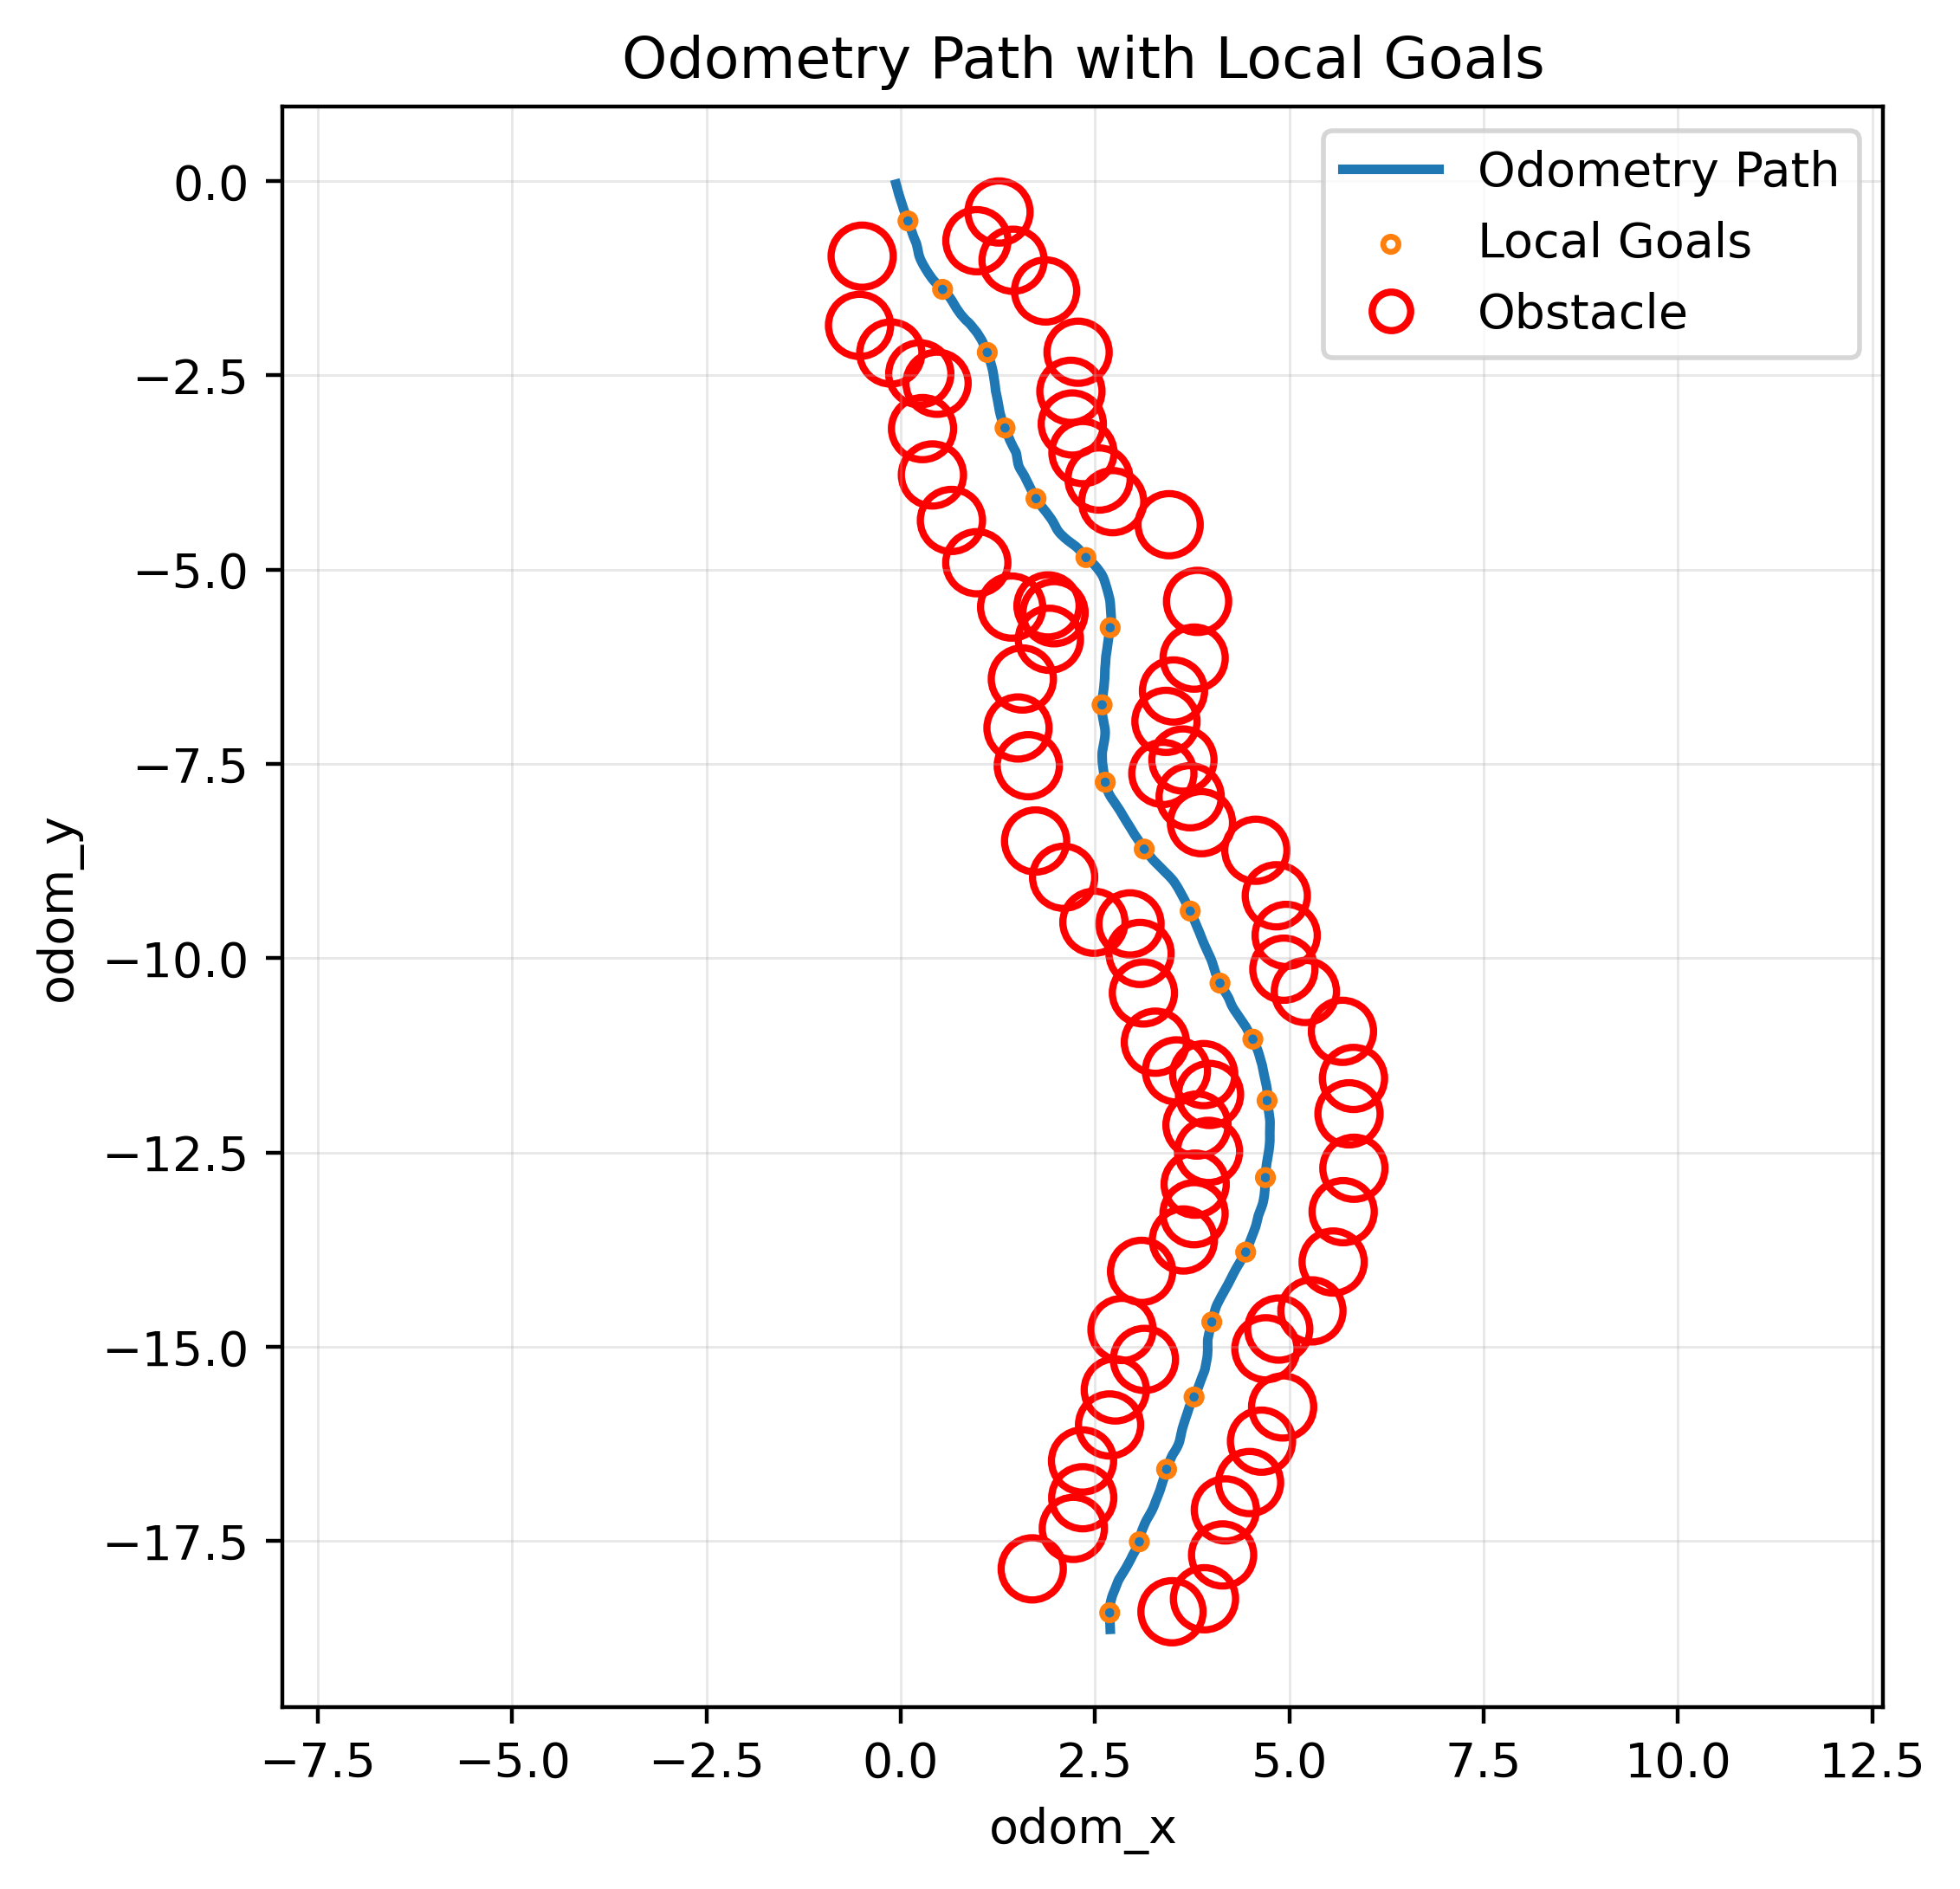 Odometry Path with Local Goals
Odometry Path
Local Goals
Obstacle
0.0
−2.5
−5.0
−7.5
−10.0
−12.5
−15.0
−17.5
odom_y
−7.5 −5.0 −2.5 0.0 2.5 5.0 7.5 10.0 12.5
odom_x